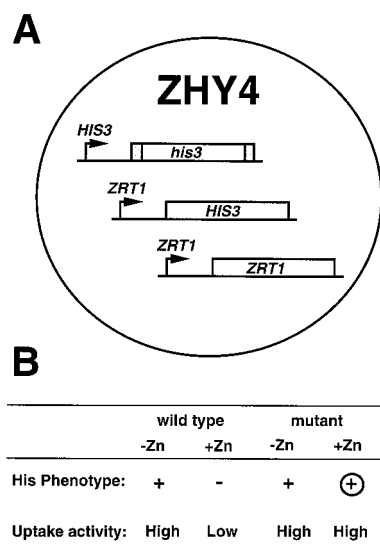 A
ZHY4
HIS3
his3
ZRT1
HIS3
ZRT1
ZRT1
B
wild type mutant
-Zn +Zn -Zn +Zn
His Phenotype: + - + +
Uptake activity: High Low High High